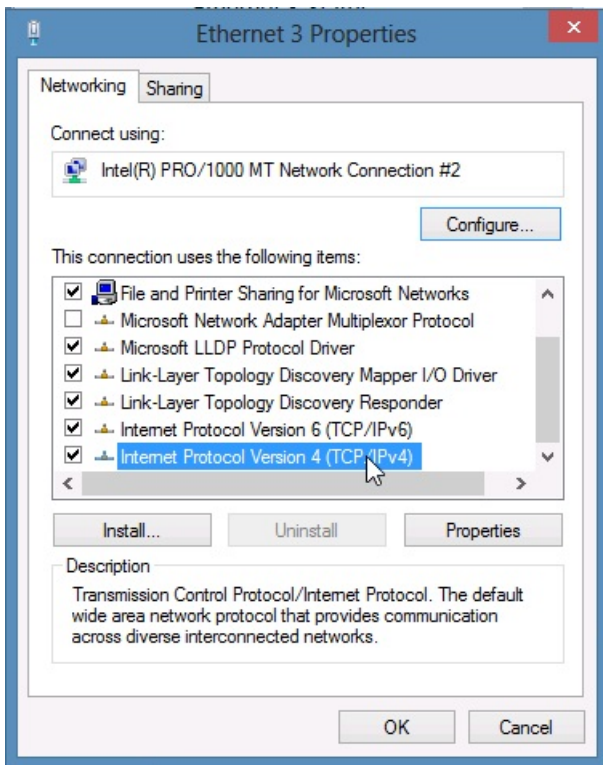 Ethernet 3 Properties
Networking
Sharing
Connect using:
Intel(R) PRO/1000 MT Network Connection #2
Configure...
This connection uses the following items:
File and Printer Sharing for Microsoft Networks
Microsoft Network Adapter Multiplexor Protocol
Microsoft LLDP Protocol Driver
Link-Layer Topology Discovery Mapper I/O Driver
Link-Layer Topology Discovery Responder
Internet Protocol Version 6 (TCP/IPv6)
Internet Protocol Version 4 (TCP/IPv4)
Install...
Uninstall
Properties
Description
Transmission Control Protocol/Internet Protocol. The default
wide area network protocol that provides communication
across diverse interconnected networks.
OK
Cancel